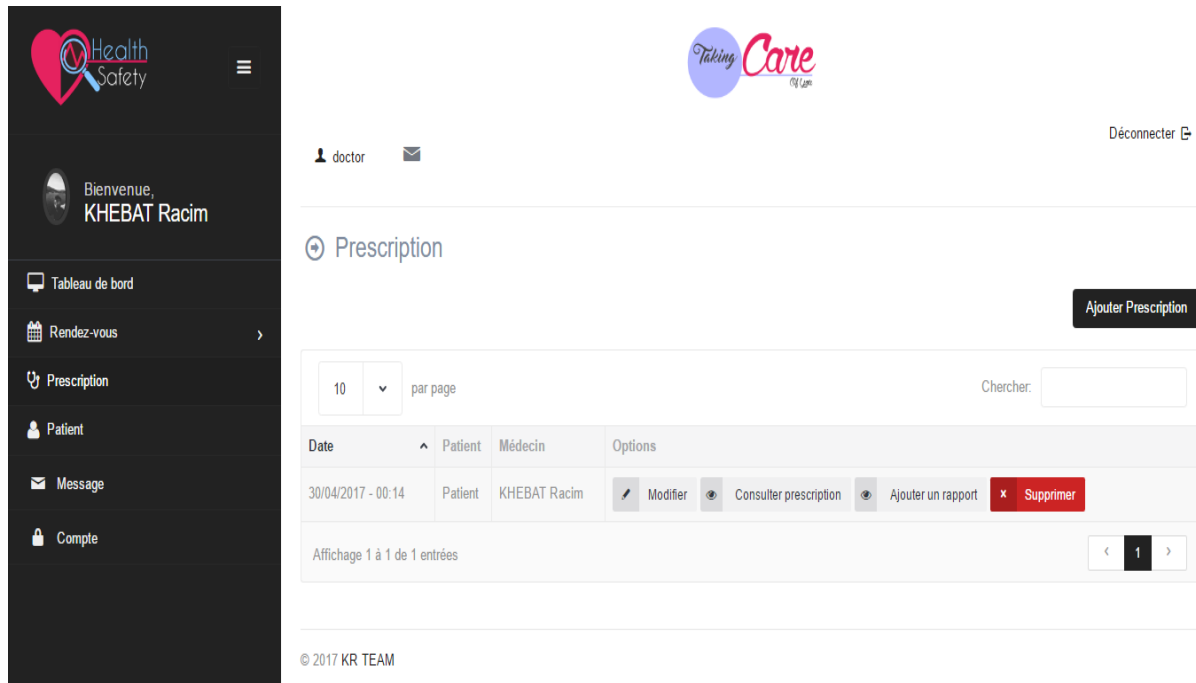 Health
Safety
Bienvenue,
KHEBAT Racim
Tableau de bord
Rendez-vous
Prescription
Patient
Message
Compte
Taking Care
Of You
doctor
Déconnecter
Prescription
Ajouter Prescription
10 par page
Chercher:
Date Patient Médecin Options
30/04/2017 - 00:14 Patient KHEBAT Racim Modifier Consulter prescription Ajouter un rapport x Supprimer
Affichage 1 à 1 de 1 entrées
1
© 2017 KR TEAM